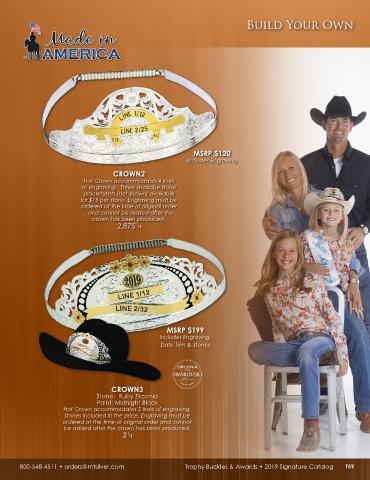 Build Your Own
Made in
AMERICA
LINE 1/12
LINE 2/25
MSRP $120
Includes Engraving
CROWN2
Hat Crown accommodates 4 lines
of engraving. Three available stone
placements (not shown) available
for $15 per stone. Engraving must be
ordered at the time of original order
and cannot be added after the
crown has been produced.
2.875"H
2019
LINE 1/12
LINE 2/32
MSRP $199
Includes Engraving,
Date Trim & Stones
SWAROVSKI
CROWN3
Stone: Ruby Zirconia
Paint: Midnight Black
Hat Crown accommodates 2 lines of engraving.
Stones included in the price. Engraving must be
ordered at time of original order and cannot
be added after the crown has been produced.
3"H
800-548-4511 • orders@mtsilver.com Trophy Buckles & Awards • 2019 Signature Catalog T59